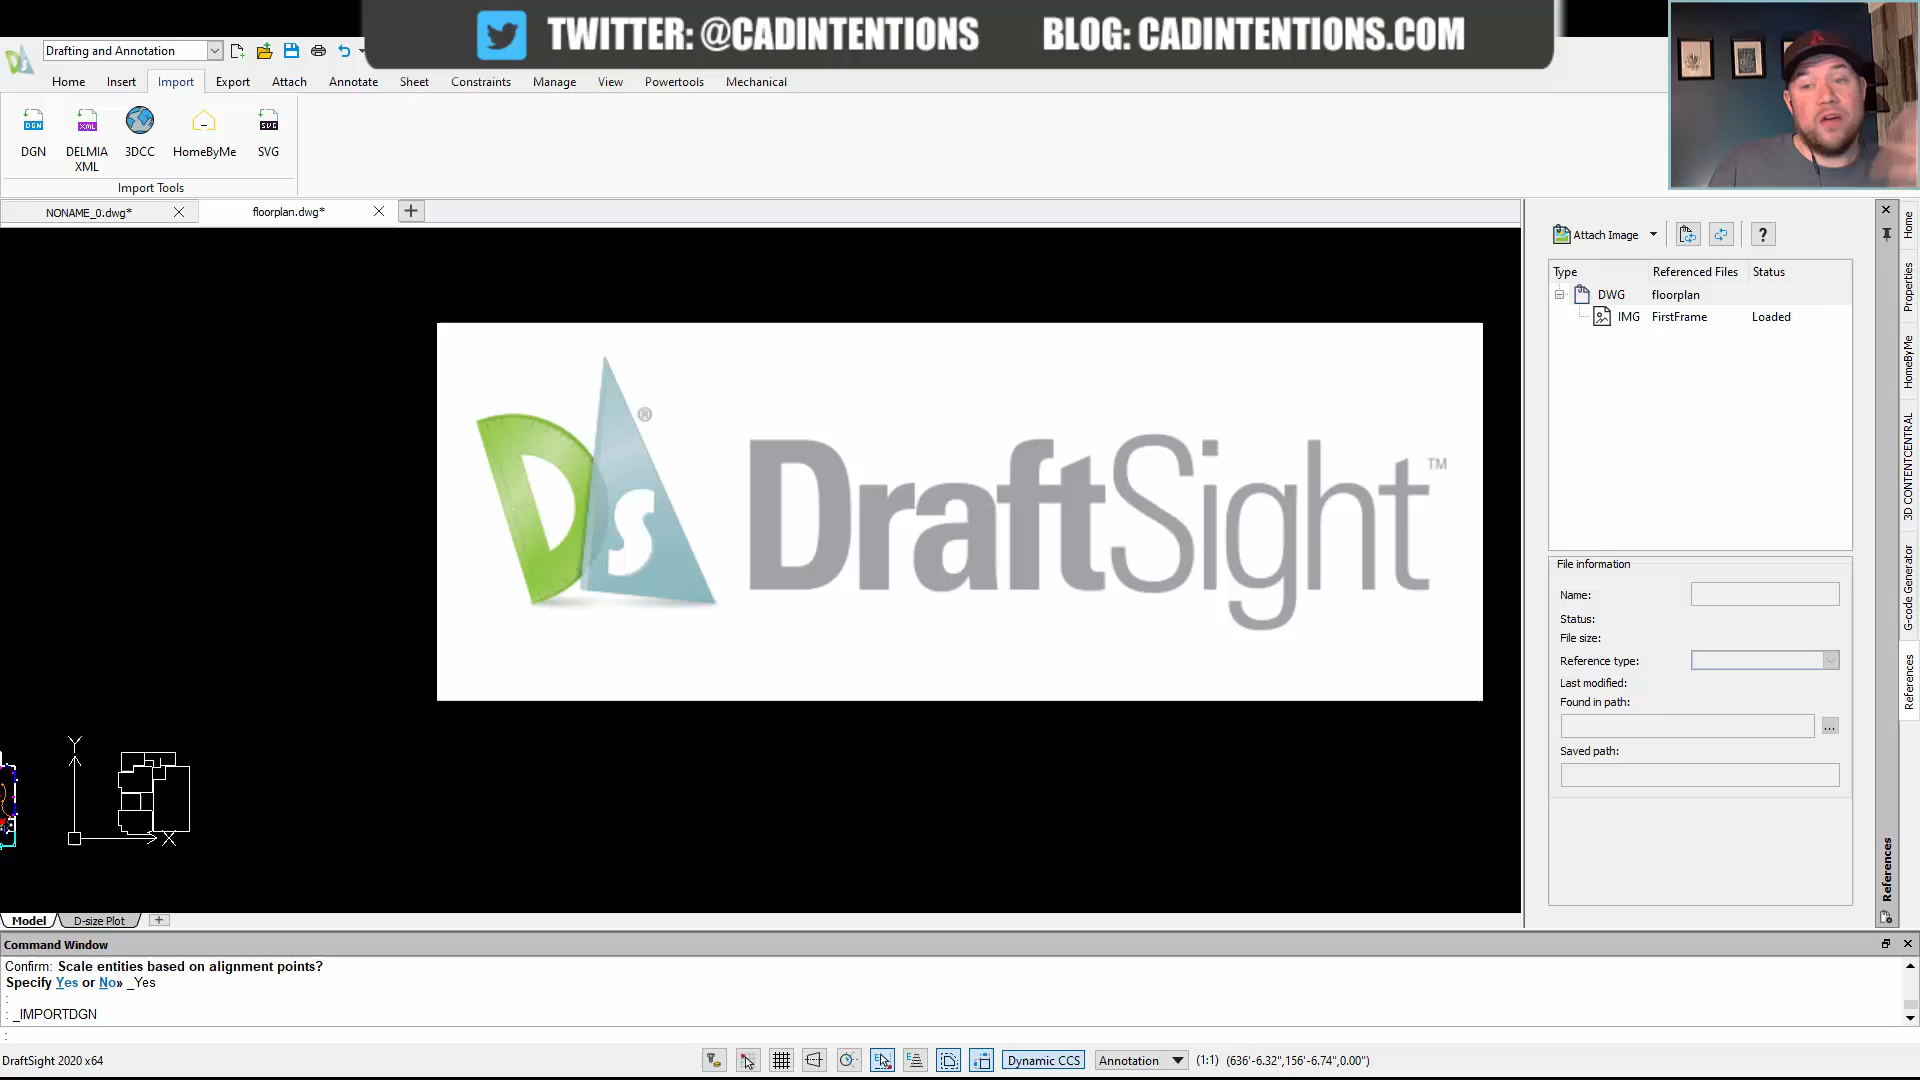 TWITTER: @CADINTENTIONS BLOG: CADINTENTIONS.COM
Drafting and Annotation
Home Insert Import Export Attach Annotate Sheet Constraints Manage View Powertools Mechanical
DGN XML SVG
DGN DELMIA XML 3DCC HomeByMe SVG
Import Tools
NONAME_0.dwg* floorplan.dwg*
Attach Image ?
Type Referenced Files Status
DWG floorplan
IMG FirstFrame Loaded
Ds® DraftSight™
File information
Name:
Status:
File size:
Reference type:
Last modified:
Found in path:
...
Saved path:
Home
Properties
HomeByMe
3D CONTENTCENTRAL
G-code Generator
References
References
Y
X
Model D-size Plot
Command Window
Confirm: Scale entities based on alignment points?
Specify Yes or No» _Yes
:
: _IMPORTDGN
:
DraftSight 2020 x64 Dynamic CCS Annotation (1:1) (636'-6.32",156'-6.74",0.00")